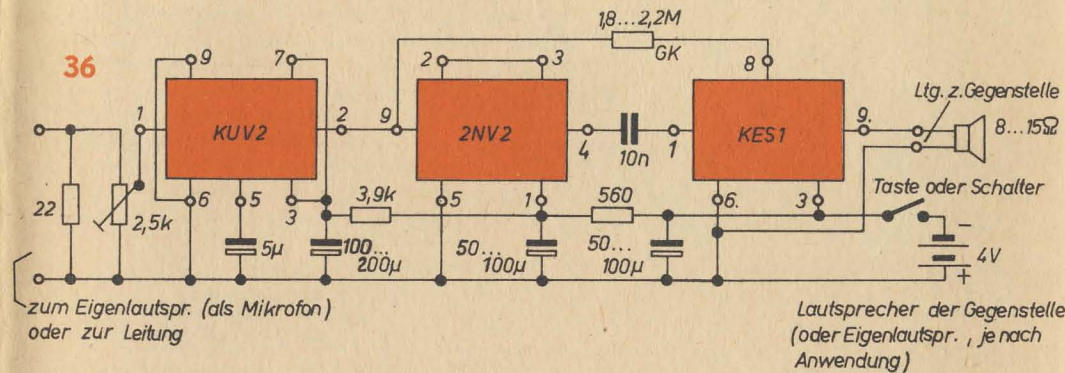 36
1,8...2,2M
GK
9
7
2
3
8
Ltg. z. Gegenstelle
1
KUV2
2
9
2NV2
4
10n
1
KES1
9.
8...15Ω
22
2,5k
6
5
3
3,9k
5
1
560
6.
3
Taste oder Schalter
5µ
100...
200µ
50...
100µ
50...
100µ
–
4V
+
zum Eigenlautspr. (als Mikrofon)
oder zur Leitung
Lautsprecher der Gegenstelle
(oder Eigenlautspr., je nach
Anwendung)